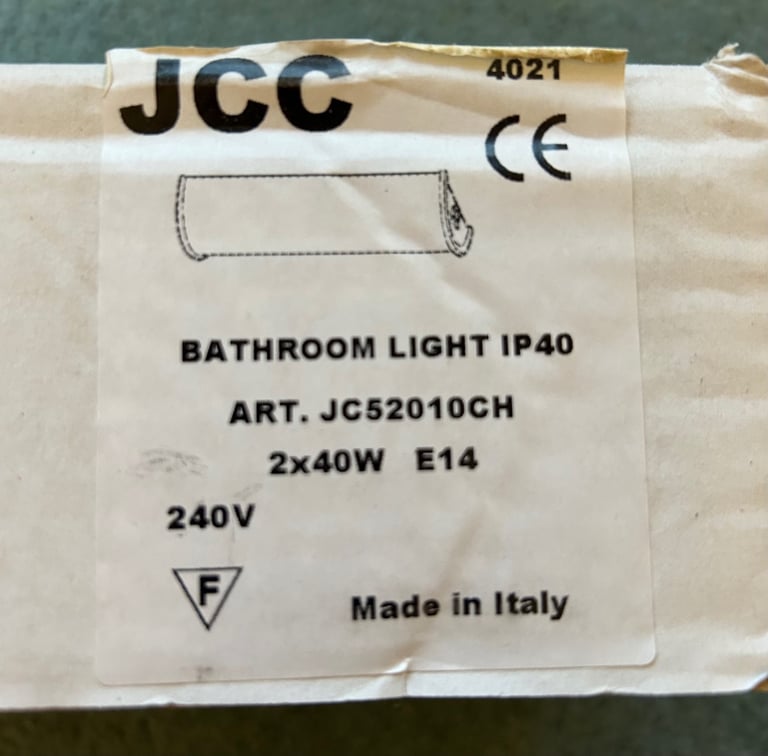 JCC
4021
CE
BATHROOM LIGHT IP40
ART. JC52010CH
2x40W E14
240V
F
Made in Italy